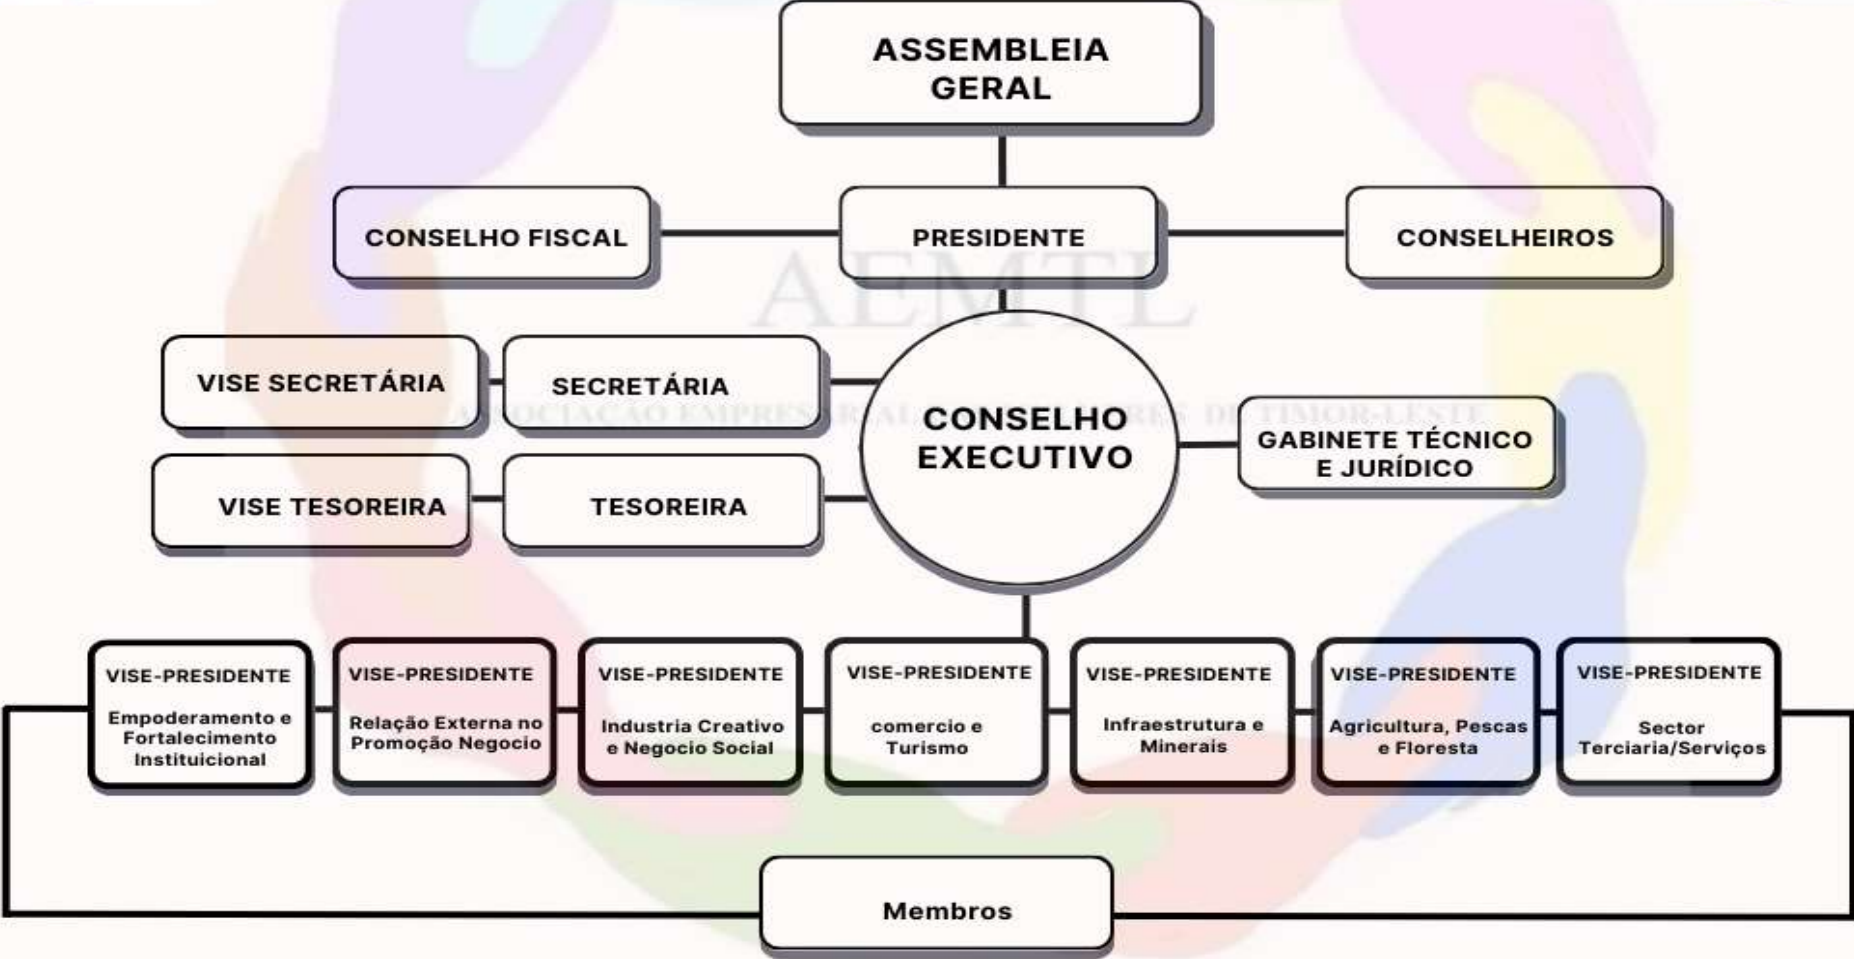 ASSEMBLEIA
GERAL
CONSELHO FISCAL
PRESIDENTE
CONSELHEIROS
AEMTL
VISE SECRETÁRIA
SECRETÁRIA
CONSELHO
EXECUTIVO
GABINETE TÉCNICO
E JURÍDICO
VISE TESOREIRA
TESOREIRA
VISE-PRESIDENTE
Empoderamento e
Fortalecimento
Instituicional
VISE-PRESIDENTE
Relação Externa no
Promoção Negocio
VISE-PRESIDENTE
Industria Creativo
e Negocio Social
VISE-PRESIDENTE
comercio e
Turismo
VISE-PRESIDENTE
Infraestrutura e
Minerais
VISE-PRESIDENTE
Agricultura, Pescas
e Floresta
VISE-PRESIDENTE
Sector
Terciaria/Serviços
Membros